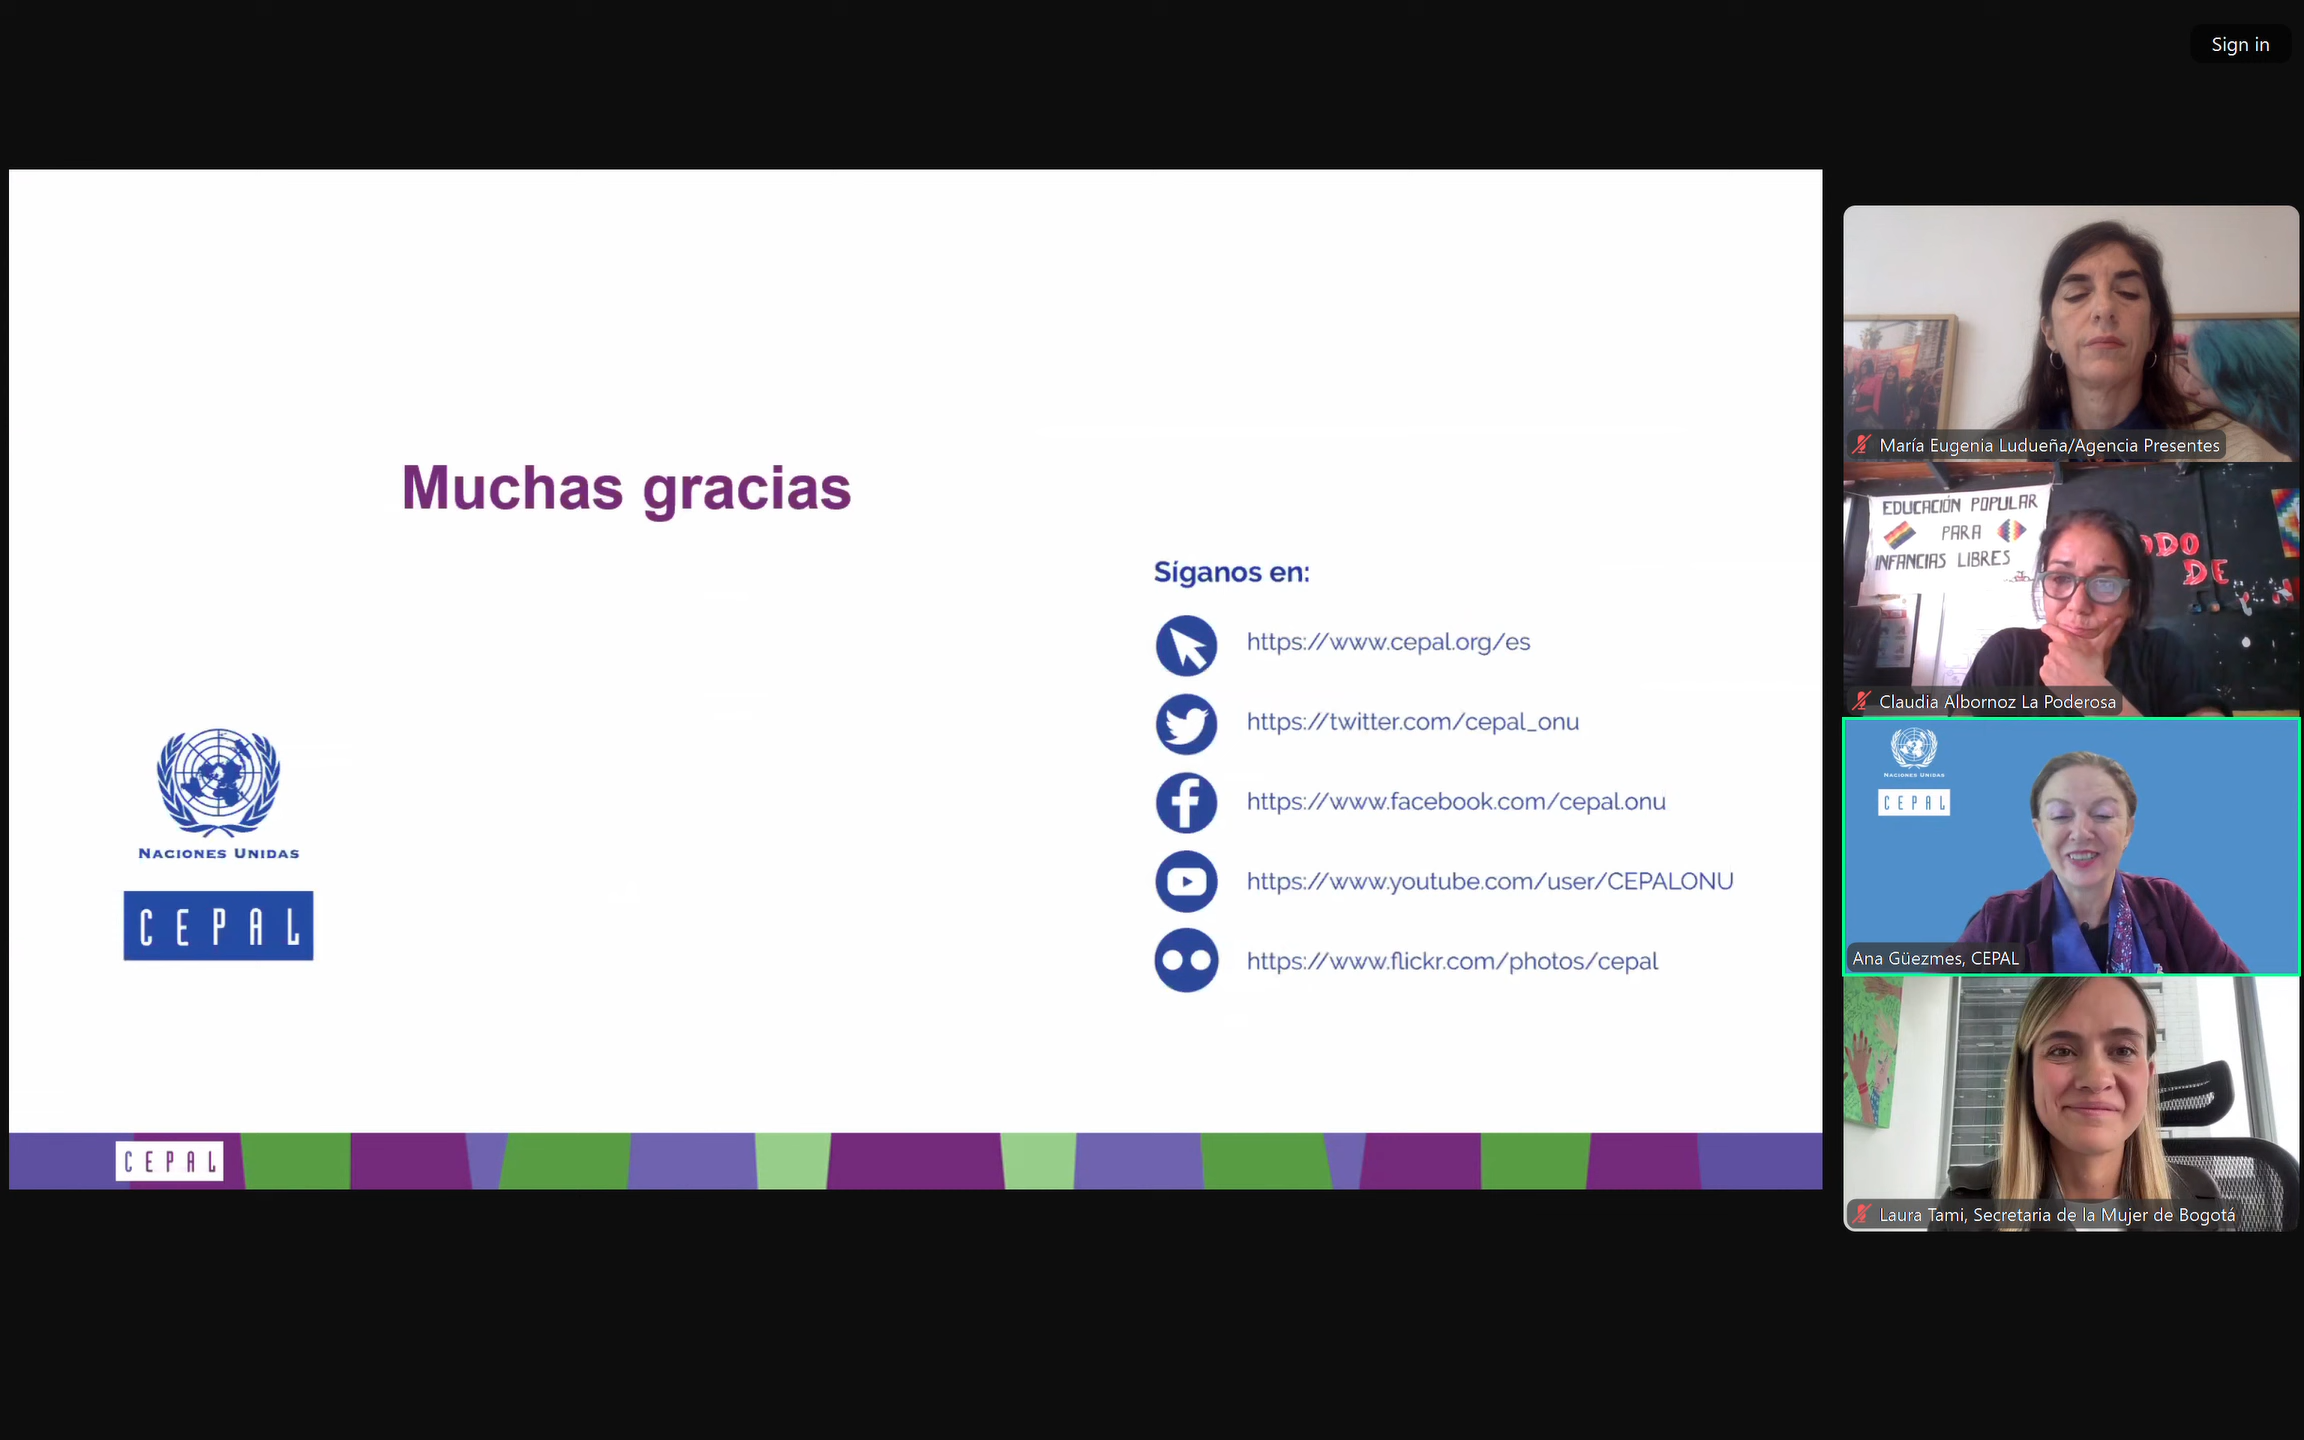 Sign in
Muchas gracias
Síganos en:
https://www.cepal.org/es
https://twitter.com/cepal_onu
https://www.facebook.com/cepal.onu
https://www.youtube.com/user/CEPALONU
https://www.flickr.com/photos/cepal
NACIONES UNIDAS
CEPAL
CEPAL
María Eugenia Ludueña/Agencia Presentes
EDUCACIÓN POPULAR
PARA
INFANCIAS LIBRES
DE
Claudia Albornoz La Poderosa
NACIONES UNIDAS
CEPAL
Ana Güezmes, CEPAL
Laura Tami, Secretaria de la Mujer de Bogotá